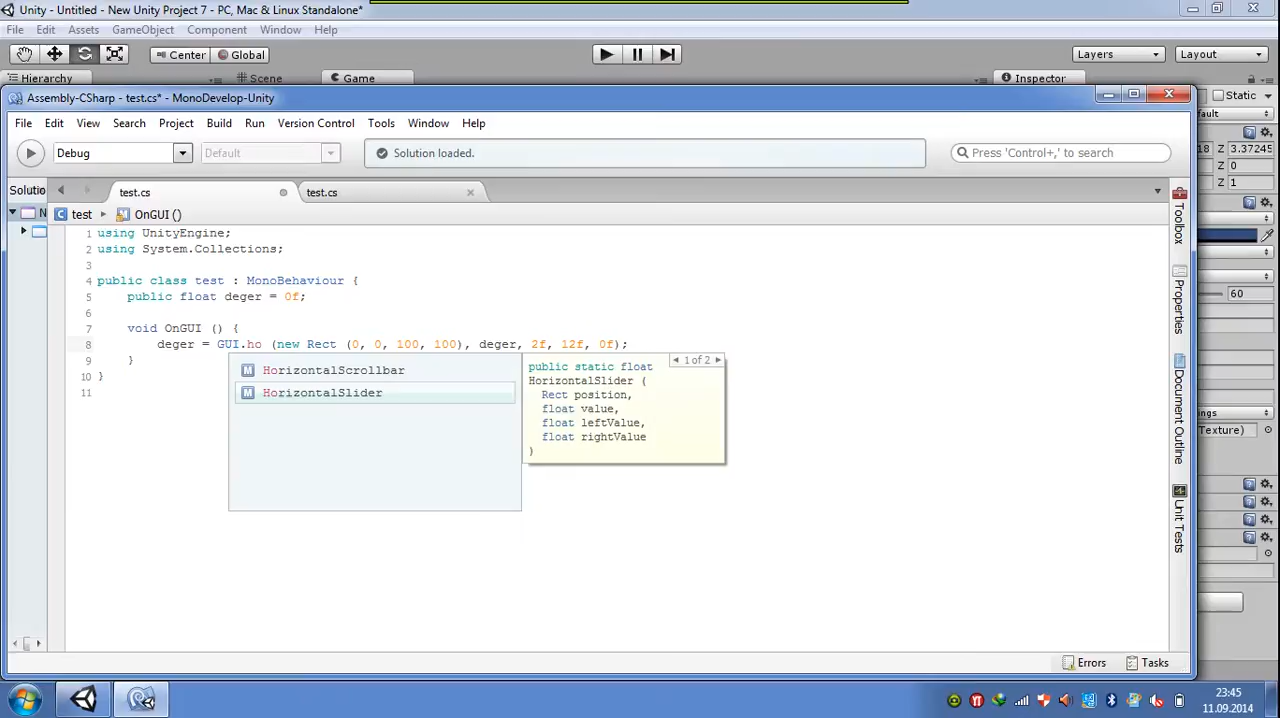 Unity - Untitled - New Unity Project 7 - PC, Mac & Linux Standalone*
File Edit Assets GameObject Component Window Help
Center Global Layers Layout
Hierarchy Scene Game Inspector
Assembly-CSharp - test.cs* - MonoDevelop-Unity
Static
File Edit View Search Project Build Run Version Control Tools Window Help
fault
Debug Default Solution loaded. Press 'Control+,' to search
18 Z 3.37245
Z 0
Z 1
Solutio test.cs test.cs
test OnGUI ()
N
Toolbox
Properties
Document Outline
Unit Tests
1 using UnityEngine;
2 using System.Collections;
3
4 public class test : MonoBehaviour {
5 public float deger = 0f;
6
7 void OnGUI () {
8 deger = GUI.ho (new Rect (0, 0, 100, 100), deger, 2f, 12f, 0f);
9 }
10 }
11
HorizontalScrollbar
HorizontalSlider
1 of 2
public static float
HorizontalSlider (
Rect position,
float value,
float leftValue,
float rightValue
)
60
ngs
Texture)
Errors Tasks
23:45
11.09.2014